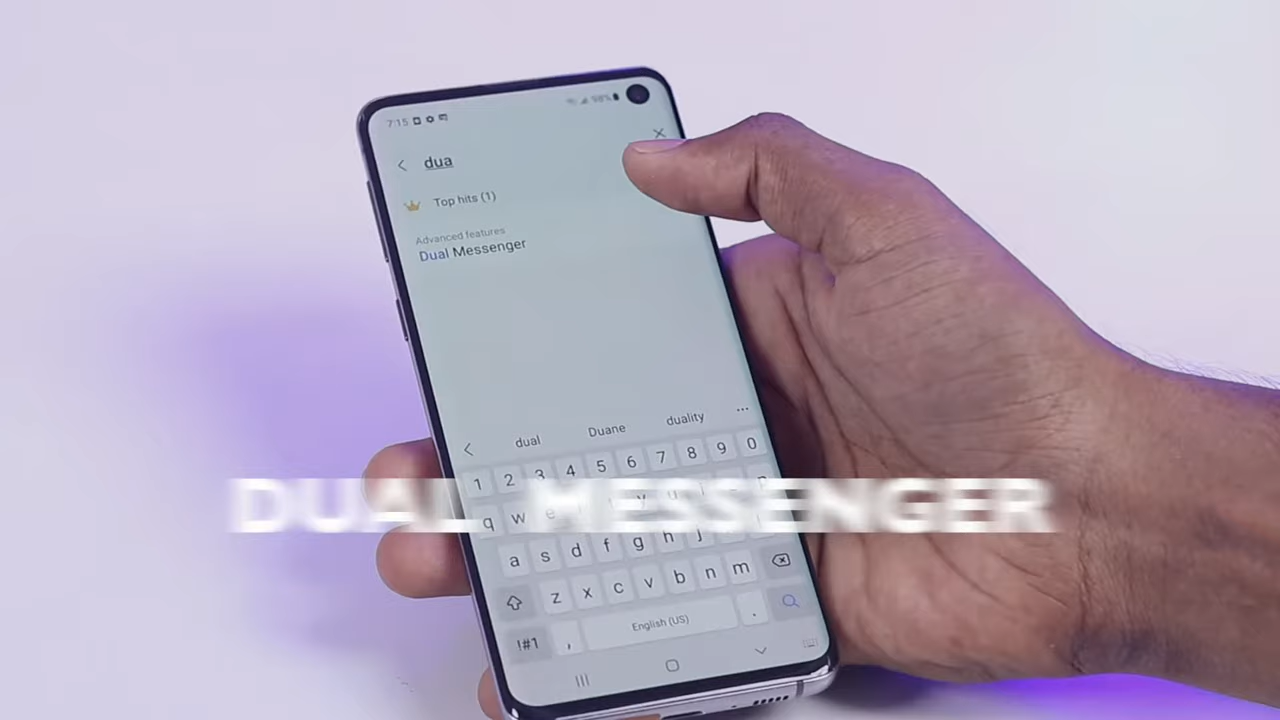 7:15 98%
dua
Top hits (1)
Advanced features
Dual Messenger
dual Duane duality
1 2 3 4 5 6 7 8 9 0
q w e y u i p
DUAL MESSENGER
a s d f g h j
z x c v b n m
!#1 , English (US) .